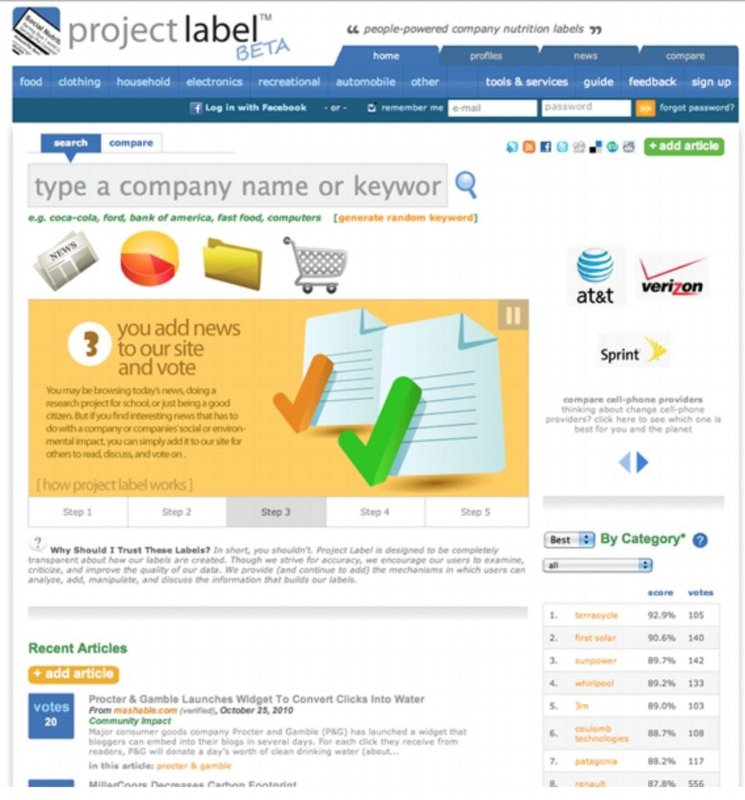 Social Nutrit
project label™
BETA
people-powered company nutrition labels
home profiles news compare
food clothing household electronics recreational automobile other tools & services guide feedback sign up
Log in with Facebook - or - remember me e-mail password >> forgot password?
search compare
+ add article
type a company name or keywor
e.g. coca-cola, ford, bank of america, fast food, computers [generate random keyword]
NEWS
at&t
verizon
Sprint
3
you add news
to our site
and vote
You may be browsing today's news, doing a
research project for school, or just being a good
citizen. But if you find interesting news that has to
do with a company or companies' social or environ-
mental impact, you can simply add it to our site for
others to read, discuss, and vote on .
[ how project label works ]
Step 1 Step 2 Step 3 Step 4 Step 5
compare cell-phone providers
thinking about change cell-phone
providers? click here to see which one is
best for you and the planet
? Why Should I Trust These Labels? In short, you shouldn't. Project Label is designed to be completely
transparent about how our labels are created. Though we strive for accuracy, we encourage our users to examine,
criticize, and improve the quality of our data. We provide (and continue to add) the mechanisms in which users can
analyze, add, manipulate, and discuss the information that builds our labels.
Best By Category* ?
all
score votes
1. terracycle 92.9% 105
2. first solar 90.6% 140
3. sunpower 89.7% 142
4. whirlpool 89.2% 133
5. 3m 89.0% 103
6. coulomb
technologies 88.7% 108
7. patagonia 88.2% 117
8. renault 87.8% 556
Recent Articles
+ add article
votes
20
Procter & Gamble Launches Widget To Convert Clicks Into Water
From mashable.com (verified), October 25, 2010
Community Impact
Major consumer goods company Procter and Gamble (P&G) has launched a widget that
bloggers can embed into their blogs in several days. For each click they receive from
readers, P&G will donate a day's worth of clean drinking water (about...
in this article: procter & gamble
MillerCoors Decreases Carbon Footprint